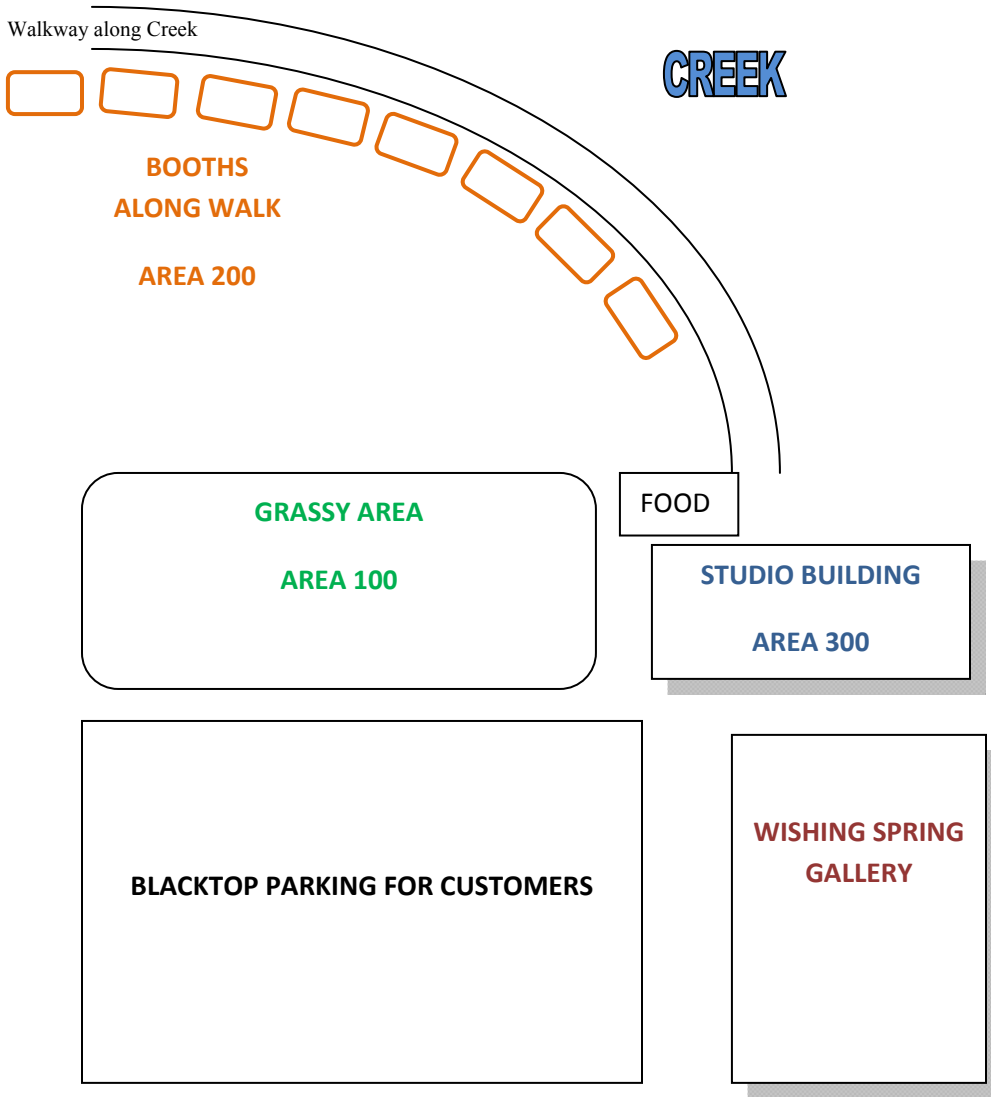 Walkway along Creek
CREEK
BOOTHS
ALONG WALK
AREA 200
GRASSY AREA
AREA 100
FOOD
STUDIO BUILDING
AREA 300
BLACKTOP PARKING FOR CUSTOMERS
WISHING SPRING
GALLERY